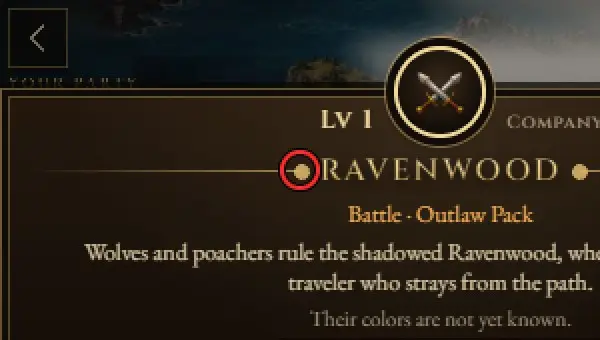 YOUR PARTY
LV 1
COMPANY
RAVENWOOD
Battle · Outlaw Pack
Wolves and poachers rule the shadowed Ravenwood,
traveler who strays from the path.
Their colors are not yet known.